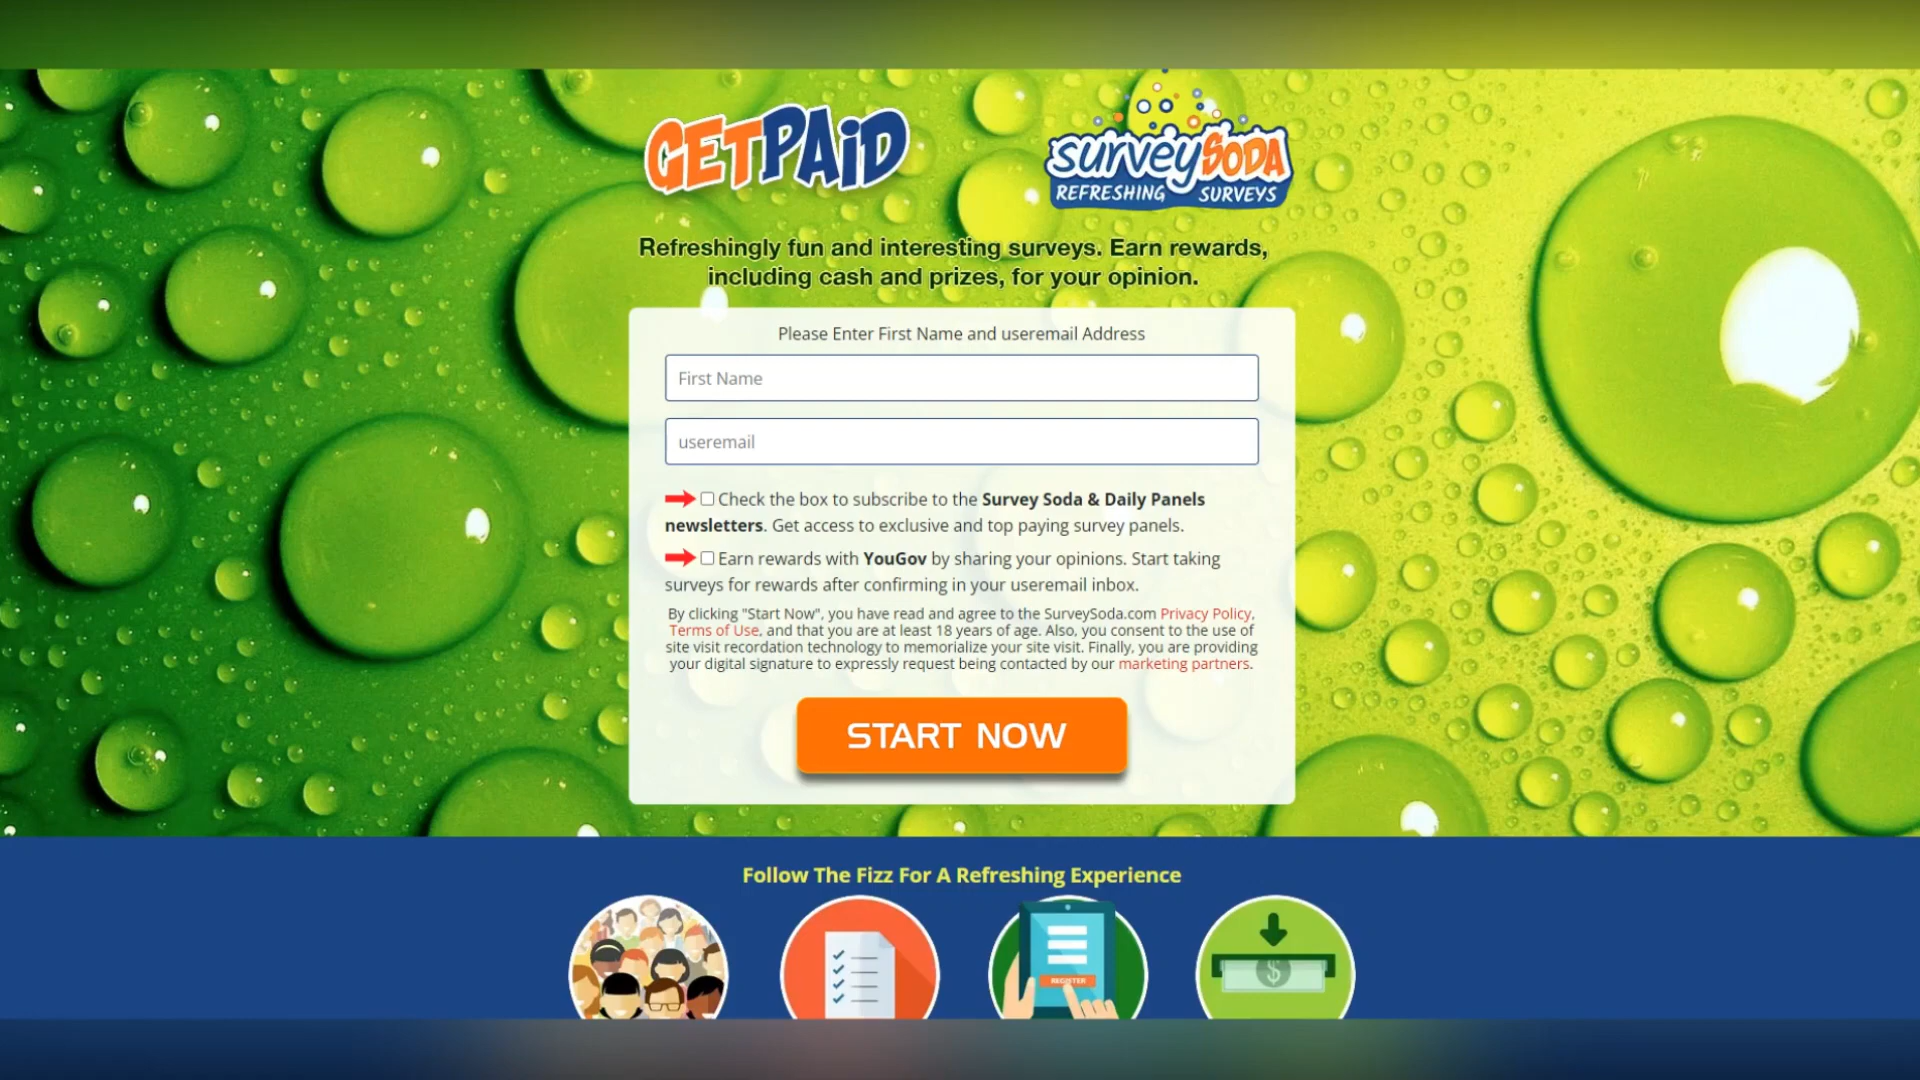 GETPAiD
surveySODA
REFRESHING SURVEYS
Refreshingly fun and interesting surveys. Earn rewards,
including cash and prizes, for your opinion.
Please Enter First Name and useremail Address
First Name
useremail
Check the box to subscribe to the Survey Soda & Daily Panels
newsletters. Get access to exclusive and top paying survey panels.
Earn rewards with YouGov by sharing your opinions. Start taking
surveys for rewards after confirming in your useremail inbox.
By clicking "Start Now", you have read and agree to the SurveySoda.com Privacy Policy,
Terms of Use, and that you are at least 18 years of age. Also, you consent to the use of
site visit recordation technology to memorialize your site visit. Finally, you are providing
your digital signature to expressly request being contacted by our marketing partners.
START NOW
Follow The Fizz For A Refreshing Experience
REGISTER
$